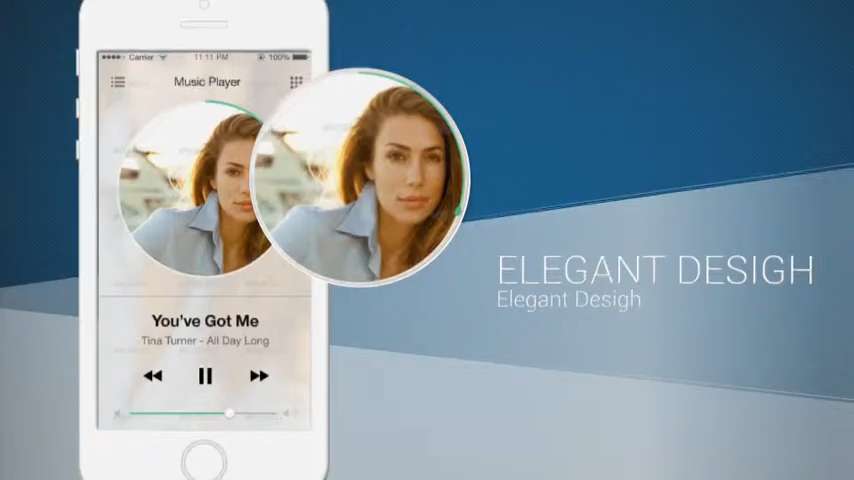 Carrier 11:11 PM 100%
Music Player
You've Got Me
Tina Turner - All Day Long
ELEGANT DESIGH
Elegant Desigh